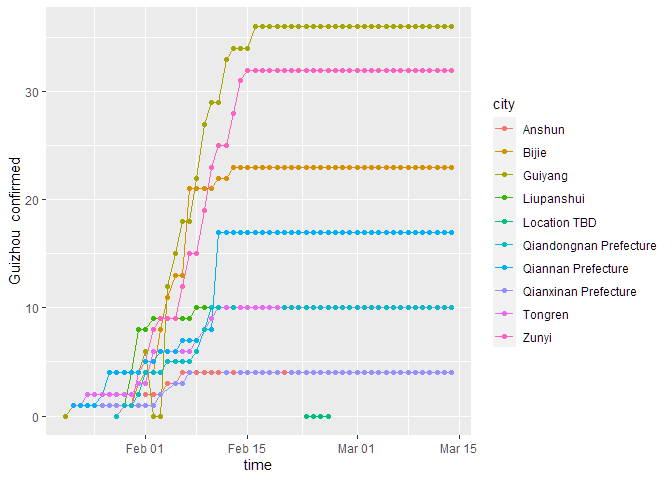 30
20
10
0
Guizhou confirmed
Feb 01
Feb 15
Mar 01
Mar 15
time
city
Anshun
Bijie
Guiyang
Liupanshui
Location TBD
Qiandongnan Prefecture
Qiannan Prefecture
Qianxinan Prefecture
Tongren
Zunyi